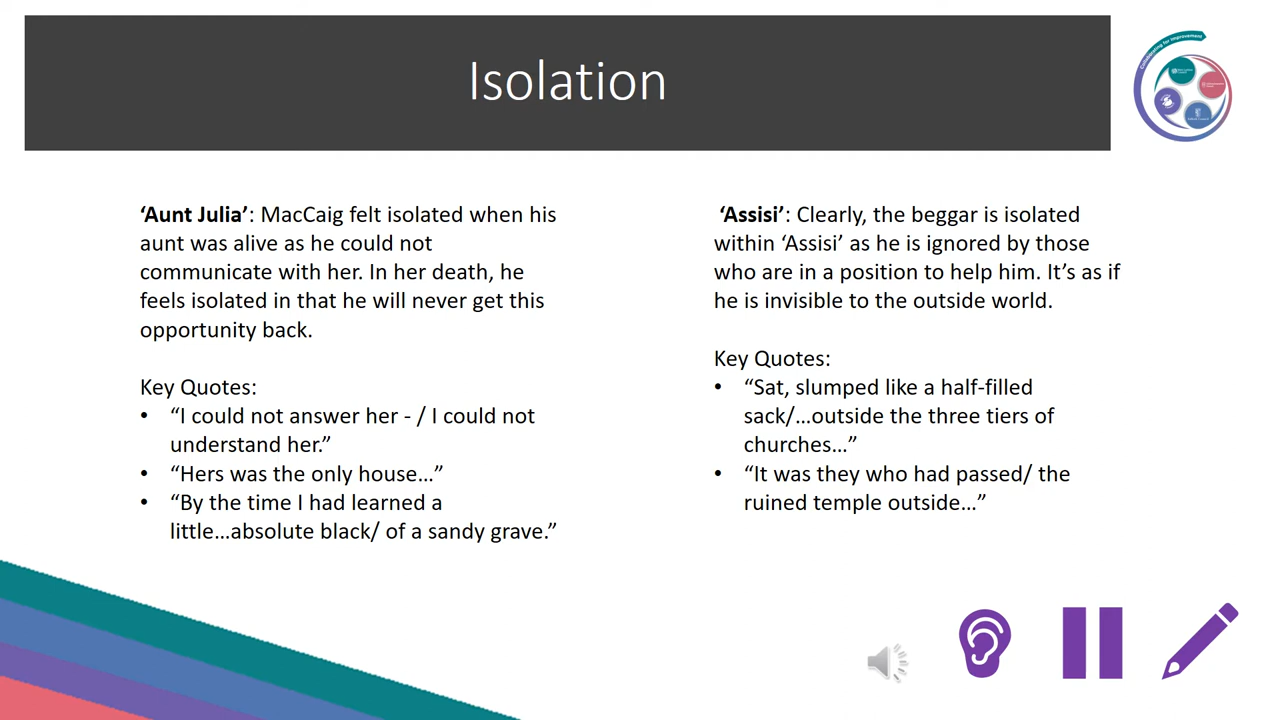 Isolation
Collaborating for Improvement
‘Aunt Julia’: MacCaig felt isolated when his
aunt was alive as he could not
communicate with her. In her death, he
feels isolated in that he will never get this
opportunity back.
Key Quotes:
• “I could not answer her - / I could not
understand her.”
• “Hers was the only house…”
• “By the time I had learned a
little…absolute black/ of a sandy grave.”
‘Assisi’: Clearly, the beggar is isolated
within ‘Assisi’ as he is ignored by those
who are in a position to help him. It’s as if
he is invisible to the outside world.
Key Quotes:
• “Sat, slumped like a half-filled
sack/…outside the three tiers of
churches…”
• “It was they who had passed/ the
ruined temple outside…”